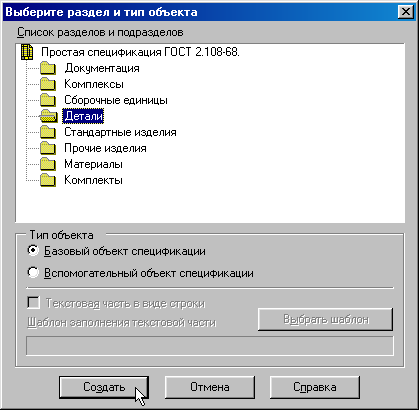 Выберите раздел и тип объекта
Список разделов и подразделов
Простая спецификация ГОСТ 2.108-68.
Документация
Комплексы
Сборочные единицы
Детали
Стандартные изделия
Прочие изделия
Материалы
Комплекты
Тип объекта
Базовый объект спецификации
Вспомогательный объект спецификации
Текстовая часть в виде строки
Шаблон заполнения текстовой части
Выбрать шаблон
Создать Отмена Справка